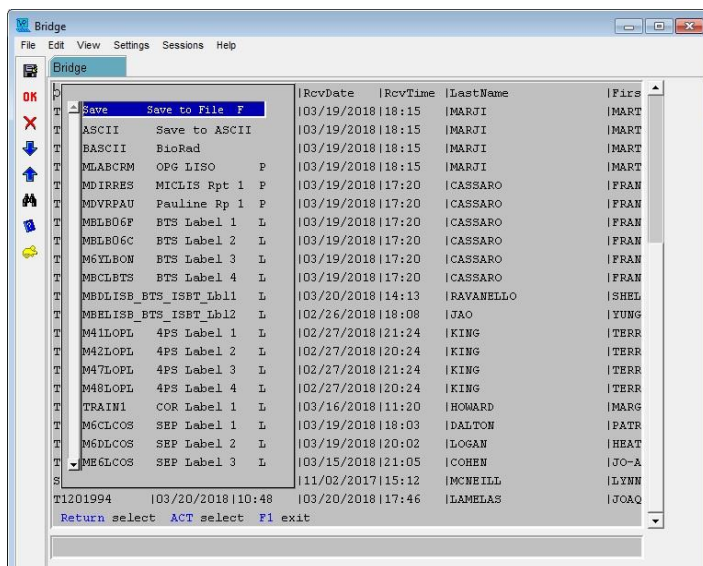 Bridge
File Edit View Settings Sessions Help
Bridge
|RcvDate |RcvTime |LastName |Firs
Save Save to File F |03/19/2018|18:15 |MARJI |MART
T ASCII Save to ASCII |03/19/2018|18:15 |MARJI |MART
T BASCII BioRad |03/19/2018|18:15 |MARJI |MART
T MLABCRM OPG LISO P |03/19/2018|18:15 |MARJI |MART
T MDIRRES MICLIS Rpt 1 P |03/19/2018|17:20 |CASSARO |FRAN
T MDVRPAU Pauline Rp 1 P |03/19/2018|17:20 |CASSARO |FRAN
T MBLB06F BTS Label 1 L |03/19/2018|17:20 |CASSARO |FRAN
T MBLB06C BTS Label 2 L |03/19/2018|17:20 |CASSARO |FRAN
T M6YLBON BTS Label 3 L |03/19/2018|17:20 |CASSARO |FRAN
T MBCLBTS BTS Label 4 L |03/19/2018|17:20 |CASSARO |FRAN
T MBDLISB_BTS_ISBT_Lbl1 L |03/20/2018|14:13 |RAVANELLO |SHEL
T MBELISB_BTS_ISBT_Lbl2 L |02/26/2018|18:08 |JAO |YUNG
T M41LOPL 4PS Label 1 L |02/27/2018|21:24 |KING |TERR
T M42LOPL 4PS Label 2 L |02/27/2018|20:24 |KING |TERR
T M47LOPL 4PS Label 3 L |02/27/2018|21:24 |KING |TERR
T M48LOPL 4PS Label 4 L |02/27/2018|20:24 |KING |TERR
T TRAIN1 COR Label 1 L |03/16/2018|11:20 |HOWARD |MARG
T M6CLCOS SEP Label 1 L |03/19/2018|18:03 |DALTON |PATR
T M6DLCOS SEP Label 2 L |03/19/2018|20:02 |LOGAN |HEAT
T ME6LCOS SEP Label 3 L |03/15/2018|21:05 |COHEN |JO-A
S |11/02/2017|15:12 |MCNEILL |LYNN
T1201994 |03/20/2018|10:48 |03/20/2018|17:46 |LAMELAS |JOAQ
Return select ACT select F1 exit
OK